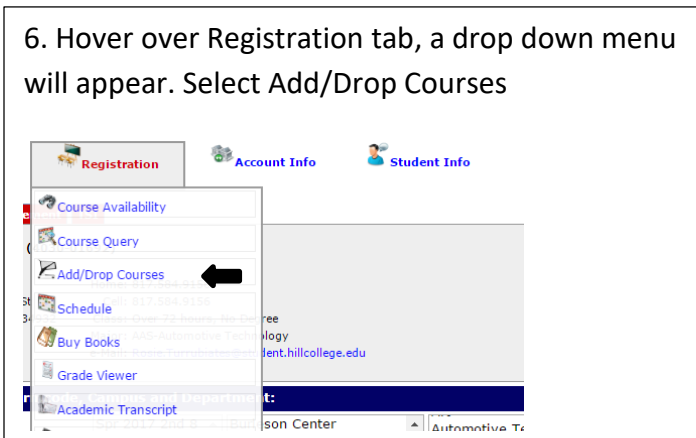 6. Hover over Registration tab, a drop down menu
will appear. Select Add/Drop Courses
Registration Account Info Student Info
Course Availability
Course Query
Add/Drop Courses
Schedule
Buy Books
ree
logy
dent.hillcollege.edu
Grade Viewer
Academic Transcript
son Center
Automotive Te